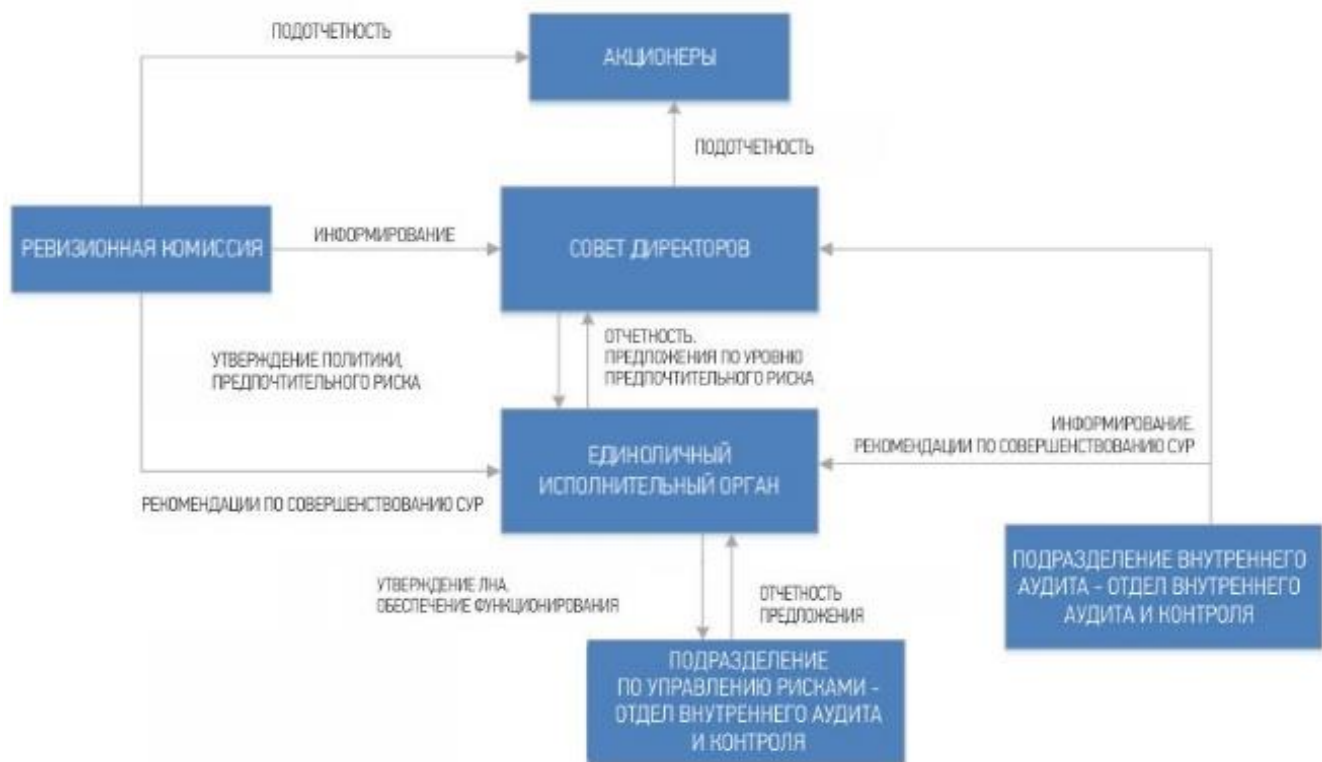 ПОДОТЧЕТНОСТЬ
АКЦИОНЕРЫ
ПОДОТЧЕТНОСТЬ
РЕВИЗИОННАЯ КОМИССИЯ
ИНФОРМИРОВАНИЕ
СОВЕТ ДИРЕКТОРОВ
УТВЕРЖДЕНИЕ ПОЛИТИКИ,
ПРЕДПОЧТИТЕЛЬНОГО РИСКА
ОТЧЕТНОСТЬ.
ПРЕДЛОЖЕНИЯ ПО УРОВНЮ
ПРЕДПОЧТИТЕЛЬНОГО РИСКА
ИНФОРМИРОВАНИЕ.
РЕКОМЕНДАЦИИ ПО СОВЕРШЕНСТВОВАНИЮ СУР
ЕДИНОЛИЧНЫЙ
ИСПОЛНИТЕЛЬНЫЙ ОРГАН
РЕКОМЕНДАЦИИ ПО СОВЕРШЕНСТВОВАНИЮ СУР
УТВЕРЖДЕНИЕ ЛНА,
ОБЕСПЕЧЕНИЕ ФУНКЦИОНИРОВАНИЯ
ОТЧЕТНОСТЬ
ПРЕДЛОЖЕНИЯ
ПОДРАЗДЕЛЕНИЕ ВНУТРЕННЕГО
АУДИТА - ОТДЕЛ ВНУТРЕННЕГО
АУДИТА И КОНТРОЛЯ
ПОДРАЗДЕЛЕНИЕ
ПО УПРАВЛЕНИЮ РИСКАМИ -
ОТДЕЛ ВНУТРЕННЕГО АУДИТА
И КОНТРОЛЯ